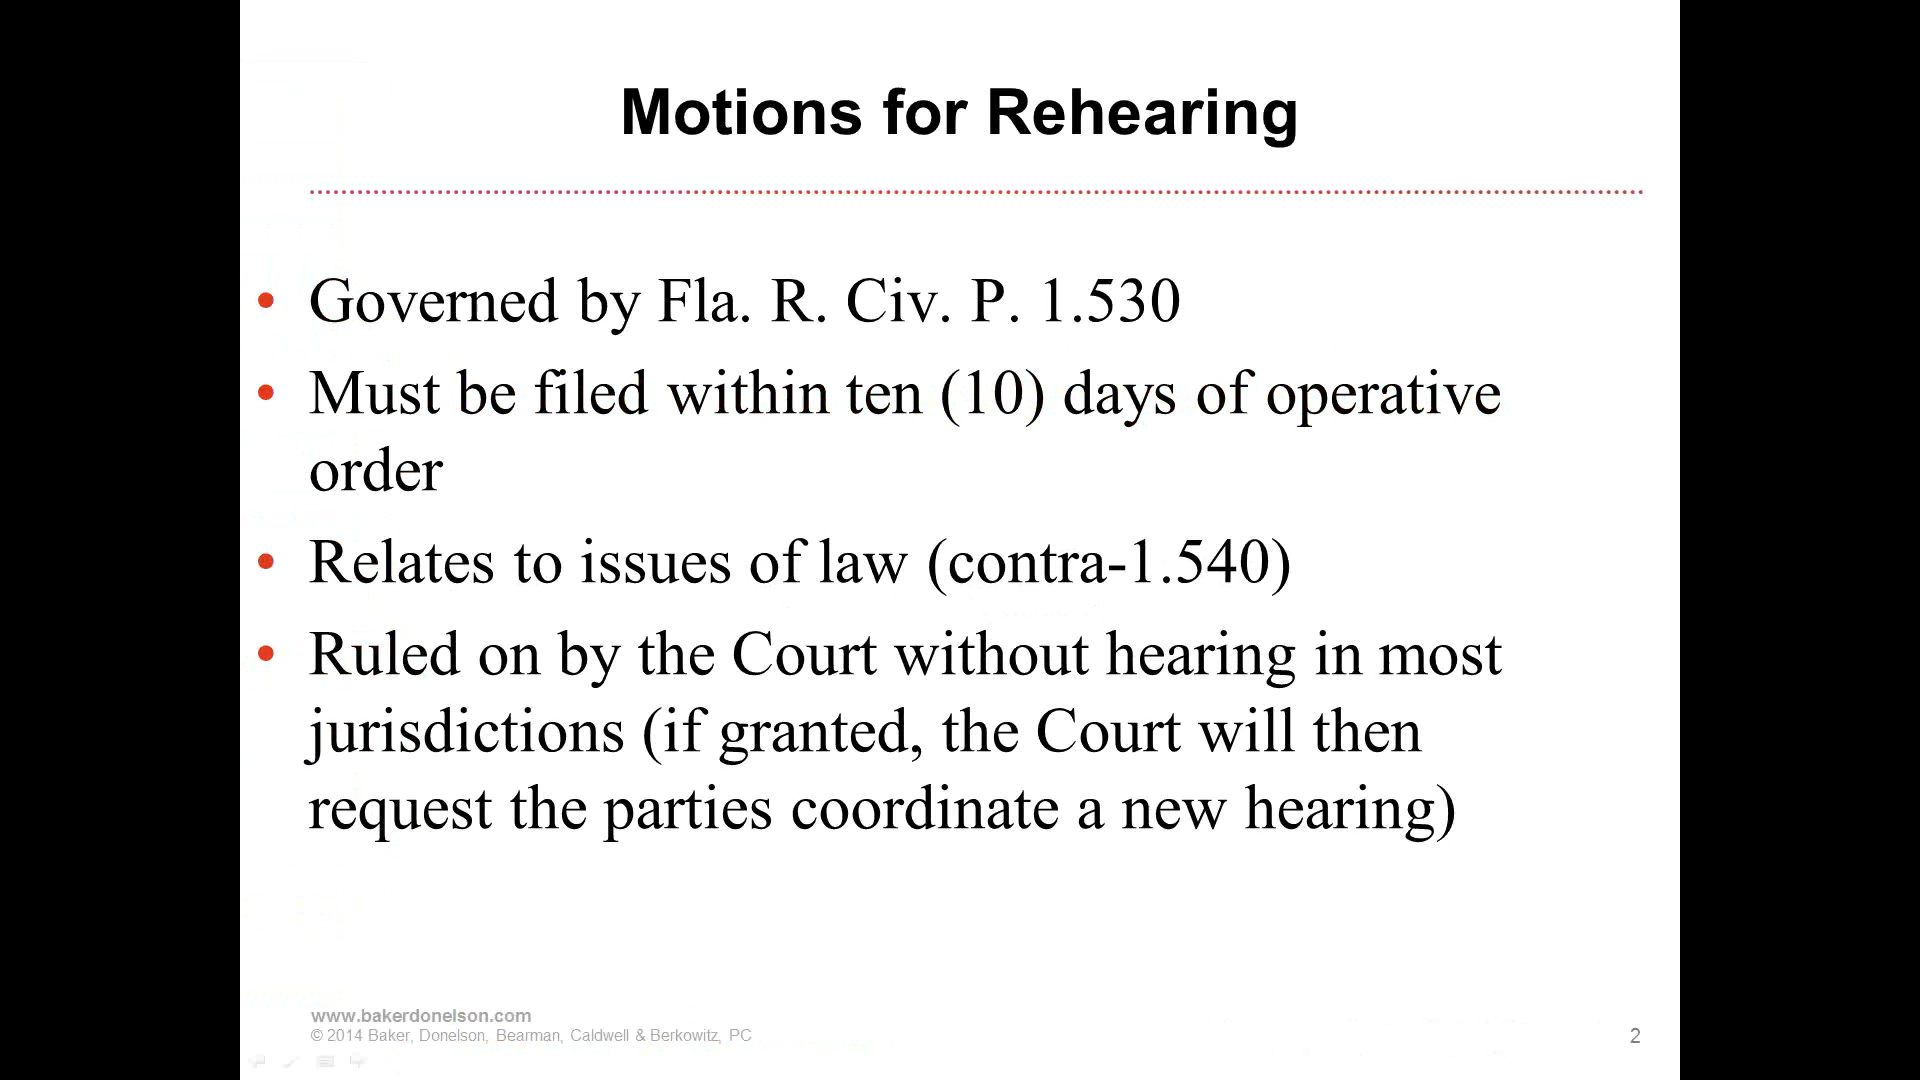 Motions for Rehearing
• Governed by Fla. R. Civ. P. 1.530
• Must be filed within ten (10) days of operative
order
• Relates to issues of law (contra-1.540)
• Ruled on by the Court without hearing in most
jurisdictions (if granted, the Court will then
request the parties coordinate a new hearing)
www.bakerdonelson.com
© 2014 Baker, Donelson, Bearman, Caldwell & Berkowitz, PC
2